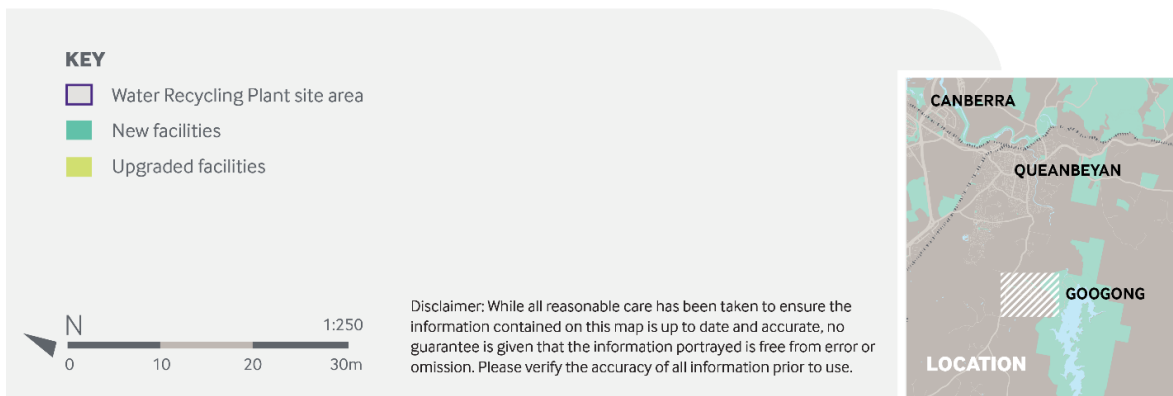 KEY
Water Recycling Plant site area
New facilities
Upgraded facilities
N
1:250
0 10 20 30m
Disclaimer: While all reasonable care has been taken to ensure the
information contained on this map is up to date and accurate, no
guarantee is given that the information portrayed is free from error or
omission. Please verify the accuracy of all information prior to use.
CANBERRA
QUEANBEYAN
GOOGONG
LOCATION